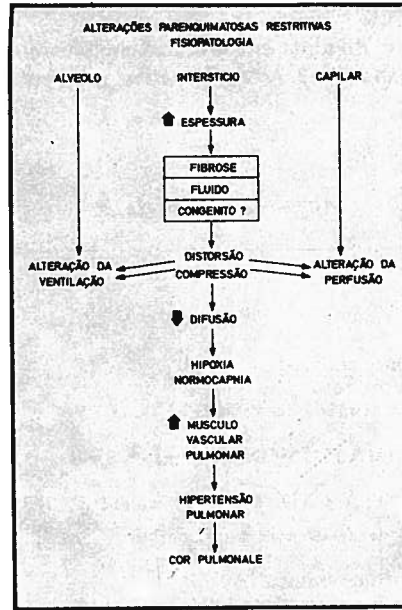 ALTERAÇÕES PARENQUIMATOSAS RESTRITIVAS
FISIOPATOLOGIA
ALVEOLO
INTERSTICIO
CAPILAR
ESPESSURA
FIBROSE
FLUIDO
CONGENITO ?
DISTORSÃO
COMPRESSÃO
ALTERAÇÃO DA
VENTILAÇÃO
ALTERAÇÃO DA
PERFUSÃO
DIFUSÃO
HIPOXIA
NORMOCAPNIA
MUSCULO
VASCULAR
PULMONAR
HIPERTENSÃO
PULMONAR
COR PULMONALE